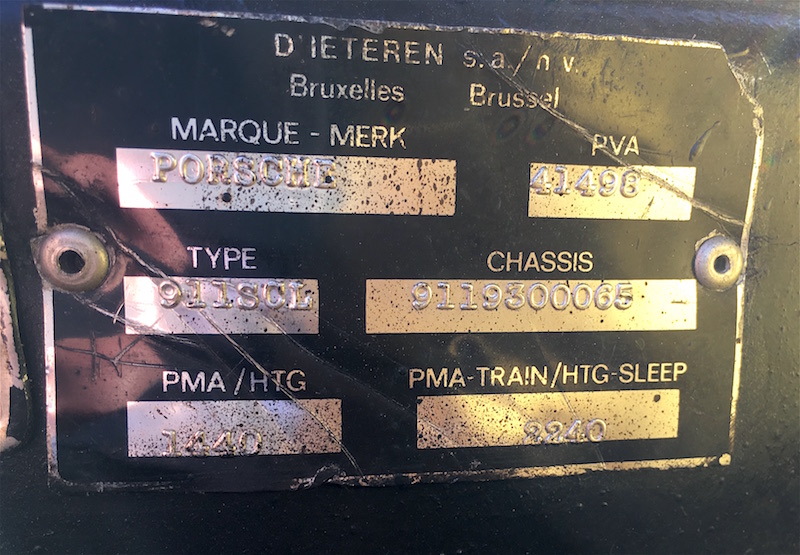 D'IETEREN s.a./n.v.
Bruxelles Brussel
MARQUE - MERK PVA
PORSCHE 41498
TYPE CHASSIS
911SCL 9119300065
PMA/HTG PMA-TRAIN/HTG-SLEEP
1440 2240